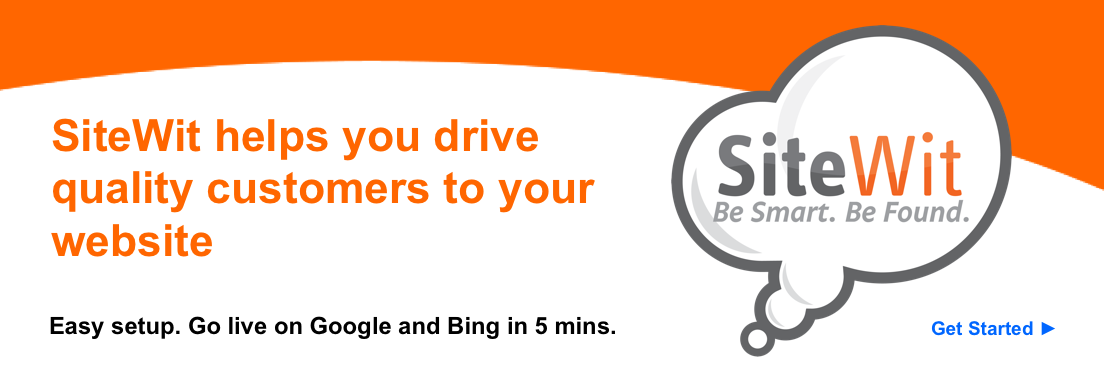 SiteWit helps you drive
quality customers to your
website
SiteWit
Be Smart. Be Found.
Easy setup. Go live on Google and Bing in 5 mins.
Get Started ►